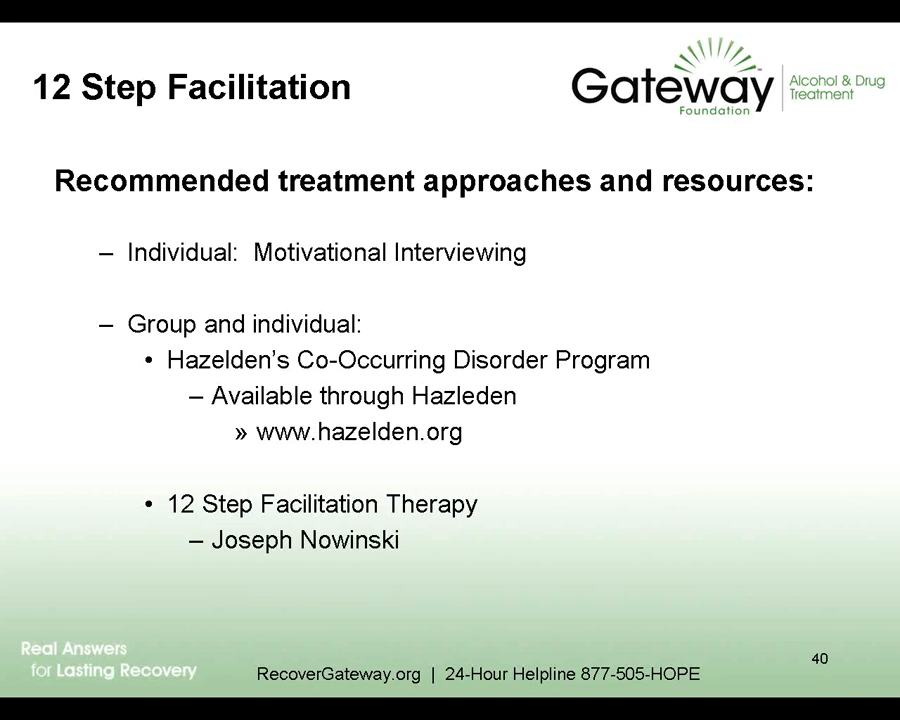 12 Step Facilitation
Gateway
Foundation
Alcohol & Drug
Treatment
Recommended treatment approaches and resources:
– Individual: Motivational Interviewing
– Group and individual:
• Hazelden’s Co-Occurring Disorder Program
– Available through Hazleden
» www.hazelden.org
• 12 Step Facilitation Therapy
– Joseph Nowinski
Real Answers
for Lasting Recovery
RecoverGateway.org | 24-Hour Helpline 877-505-HOPE
40